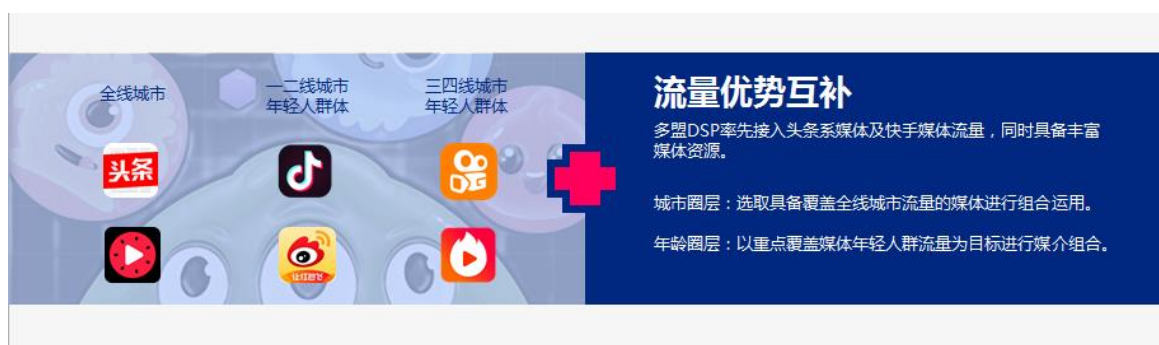 全线城市
一二线城市
年轻人群体
三四线城市
年轻人群体
头条
让红包飞
流量优势互补
多盟DSP率先接入头条系媒体及快手媒体流量，同时具备丰富
媒体资源。
城市圈层：选取具备覆盖全线城市流量的媒体进行组合运用。
年龄圈层：以重点覆盖媒体年轻人群流量为目标进行媒介组合。